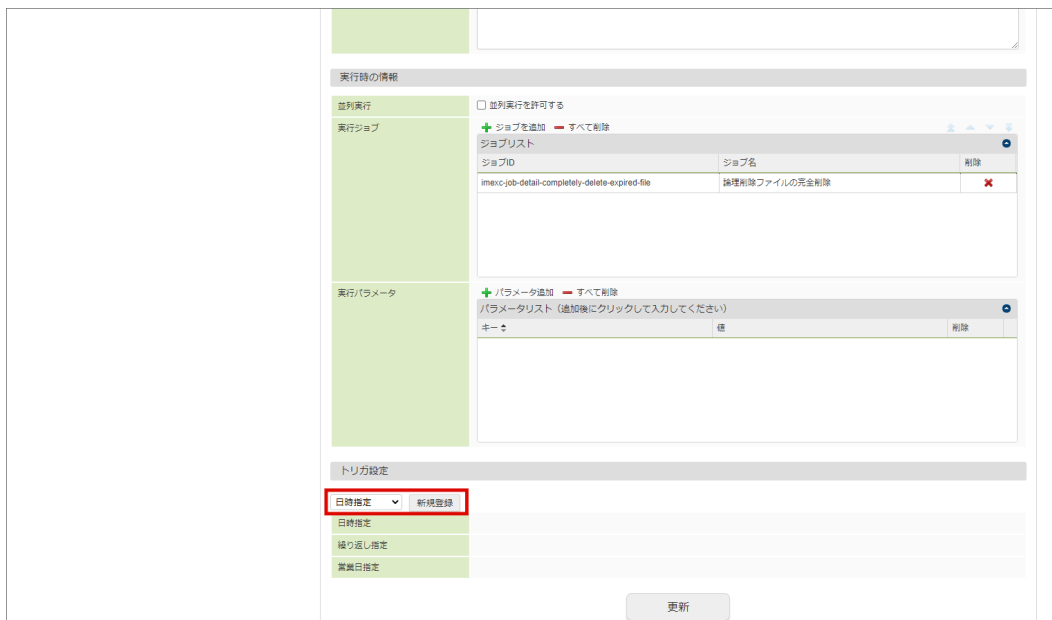 実行時の情報
並列実行 並列実行を許可する
実行ジョブ ジョブを追加 すべて削除
ジョブリスト
ジョブID ジョブ名 削除
imexc-job-detail-completely-delete-expired-file 論理削除ファイルの完全削除
実行パラメータ パラメータ追加 すべて削除
パラメータリスト（追加後にクリックして入力してください）
キー 値 削除
トリガ設定
日時指定 新規登録
日時指定
繰り返し指定
営業日指定
更新